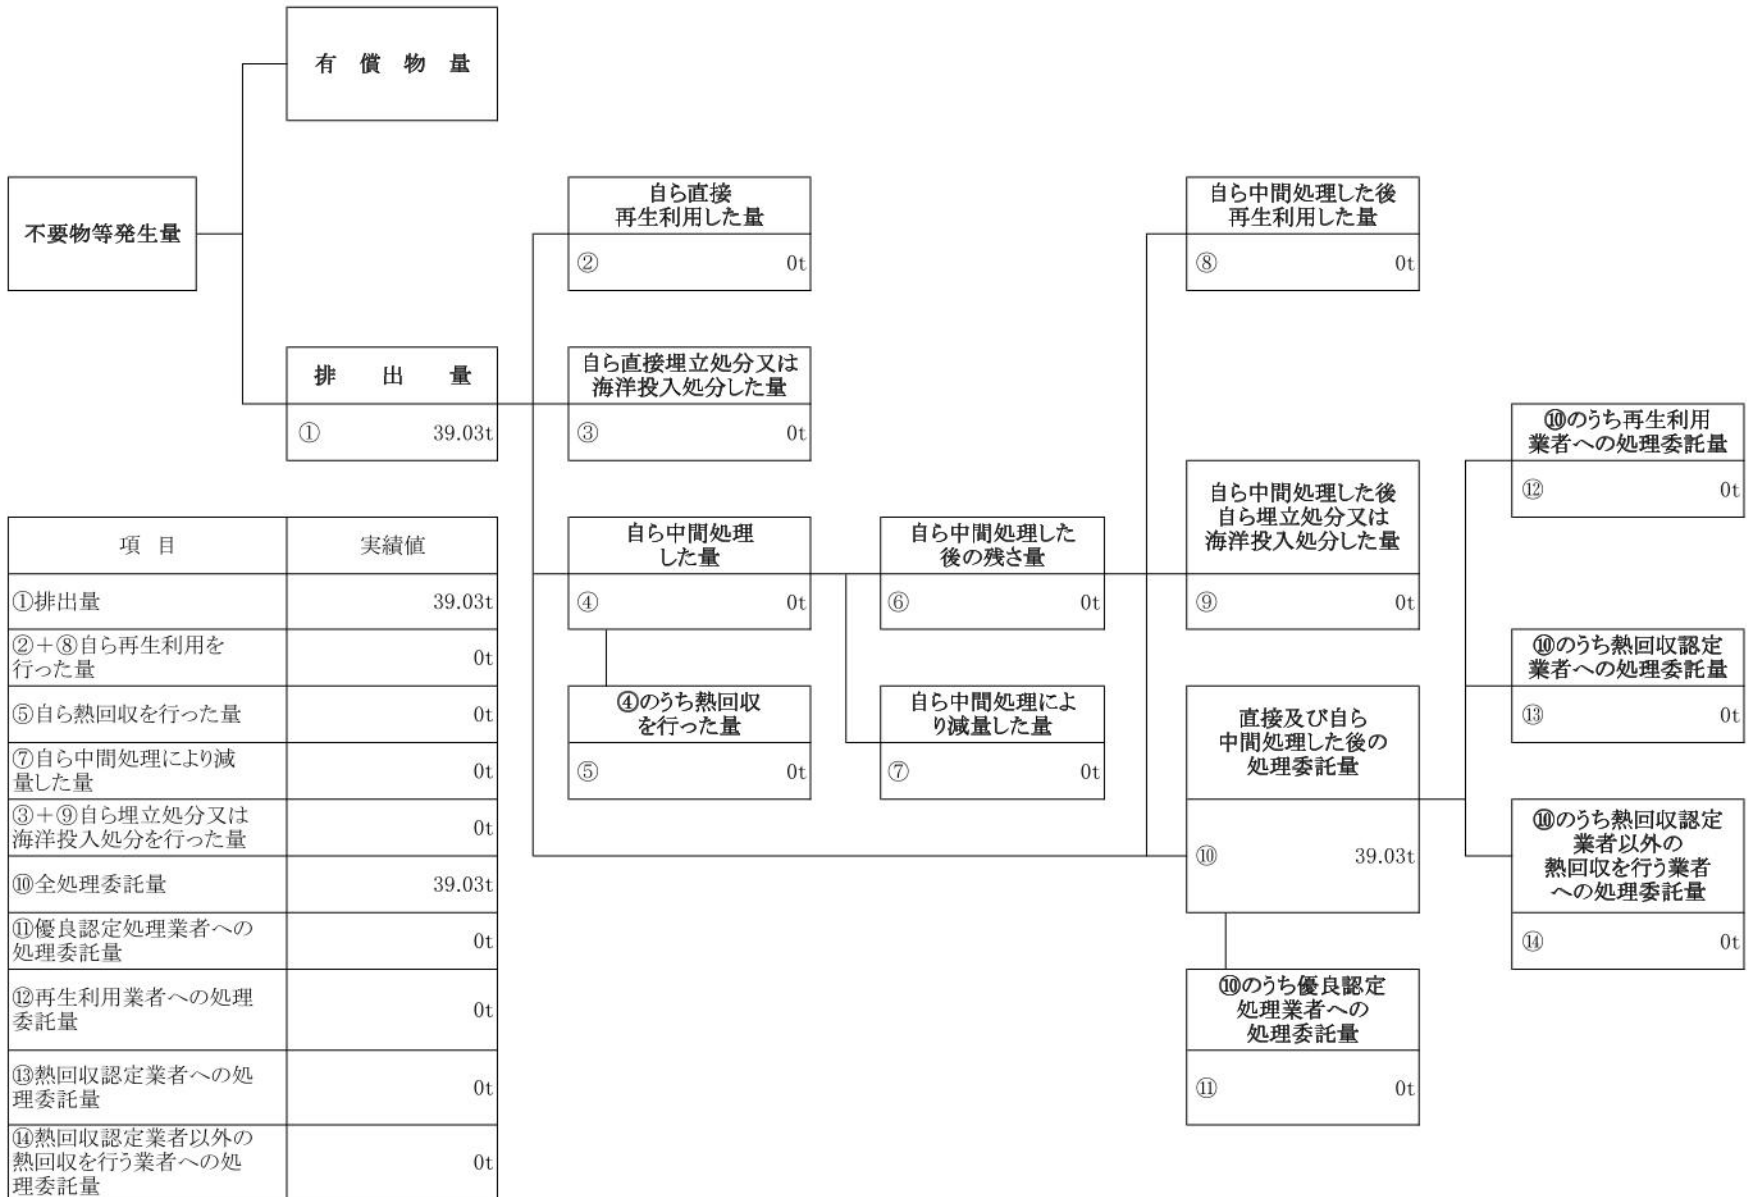 有償物量
不要物等発生量
自ら直接
再生利用した量
②
0t
自ら中間処理した後
再生利用した量
⑧
0t
排出量
①
39.03t
自ら直接埋立処分又は
海洋投入処分した量
③
0t
⑩のうち再生利用
業者への処理委託量
⑫
0t
自ら中間処理
した量
④
0t
自ら中間処理した
後の残さ量
⑥
0t
自ら中間処理した後
自ら埋立処分又は
海洋投入処分した量
⑨
0t
⑩のうち熱回収認定
業者への処理委託量
⑬
0t
④のうち熱回収
を行った量
⑤
0t
自ら中間処理によ
り減量した量
⑦
0t
直接及び自ら
中間処理した後の
処理委託量
⑩
39.03t
⑩のうち熱回収認定
業者以外の
熱回収を行う業者
への処理委託量
⑭
0t
⑩のうち優良認定
処理業者への
処理委託量
⑪
0t
項目
実績値
①排出量
39.03t
②+⑧自ら再生利用を
行った量
0t
⑤自ら熱回収を行った量
0t
⑦自ら中間処理により減
量した量
0t
③+⑨自ら埋立処分又は
海洋投入処分を行った量
0t
⑩全処理委託量
39.03t
⑪優良認定処理業者への
処理委託量
0t
⑫再生利用業者への処理
委託量
0t
⑬熱回収認定業者への処
理委託量
0t
⑭熱回収認定業者以外の
熱回収を行う業者への処
理委託量
0t